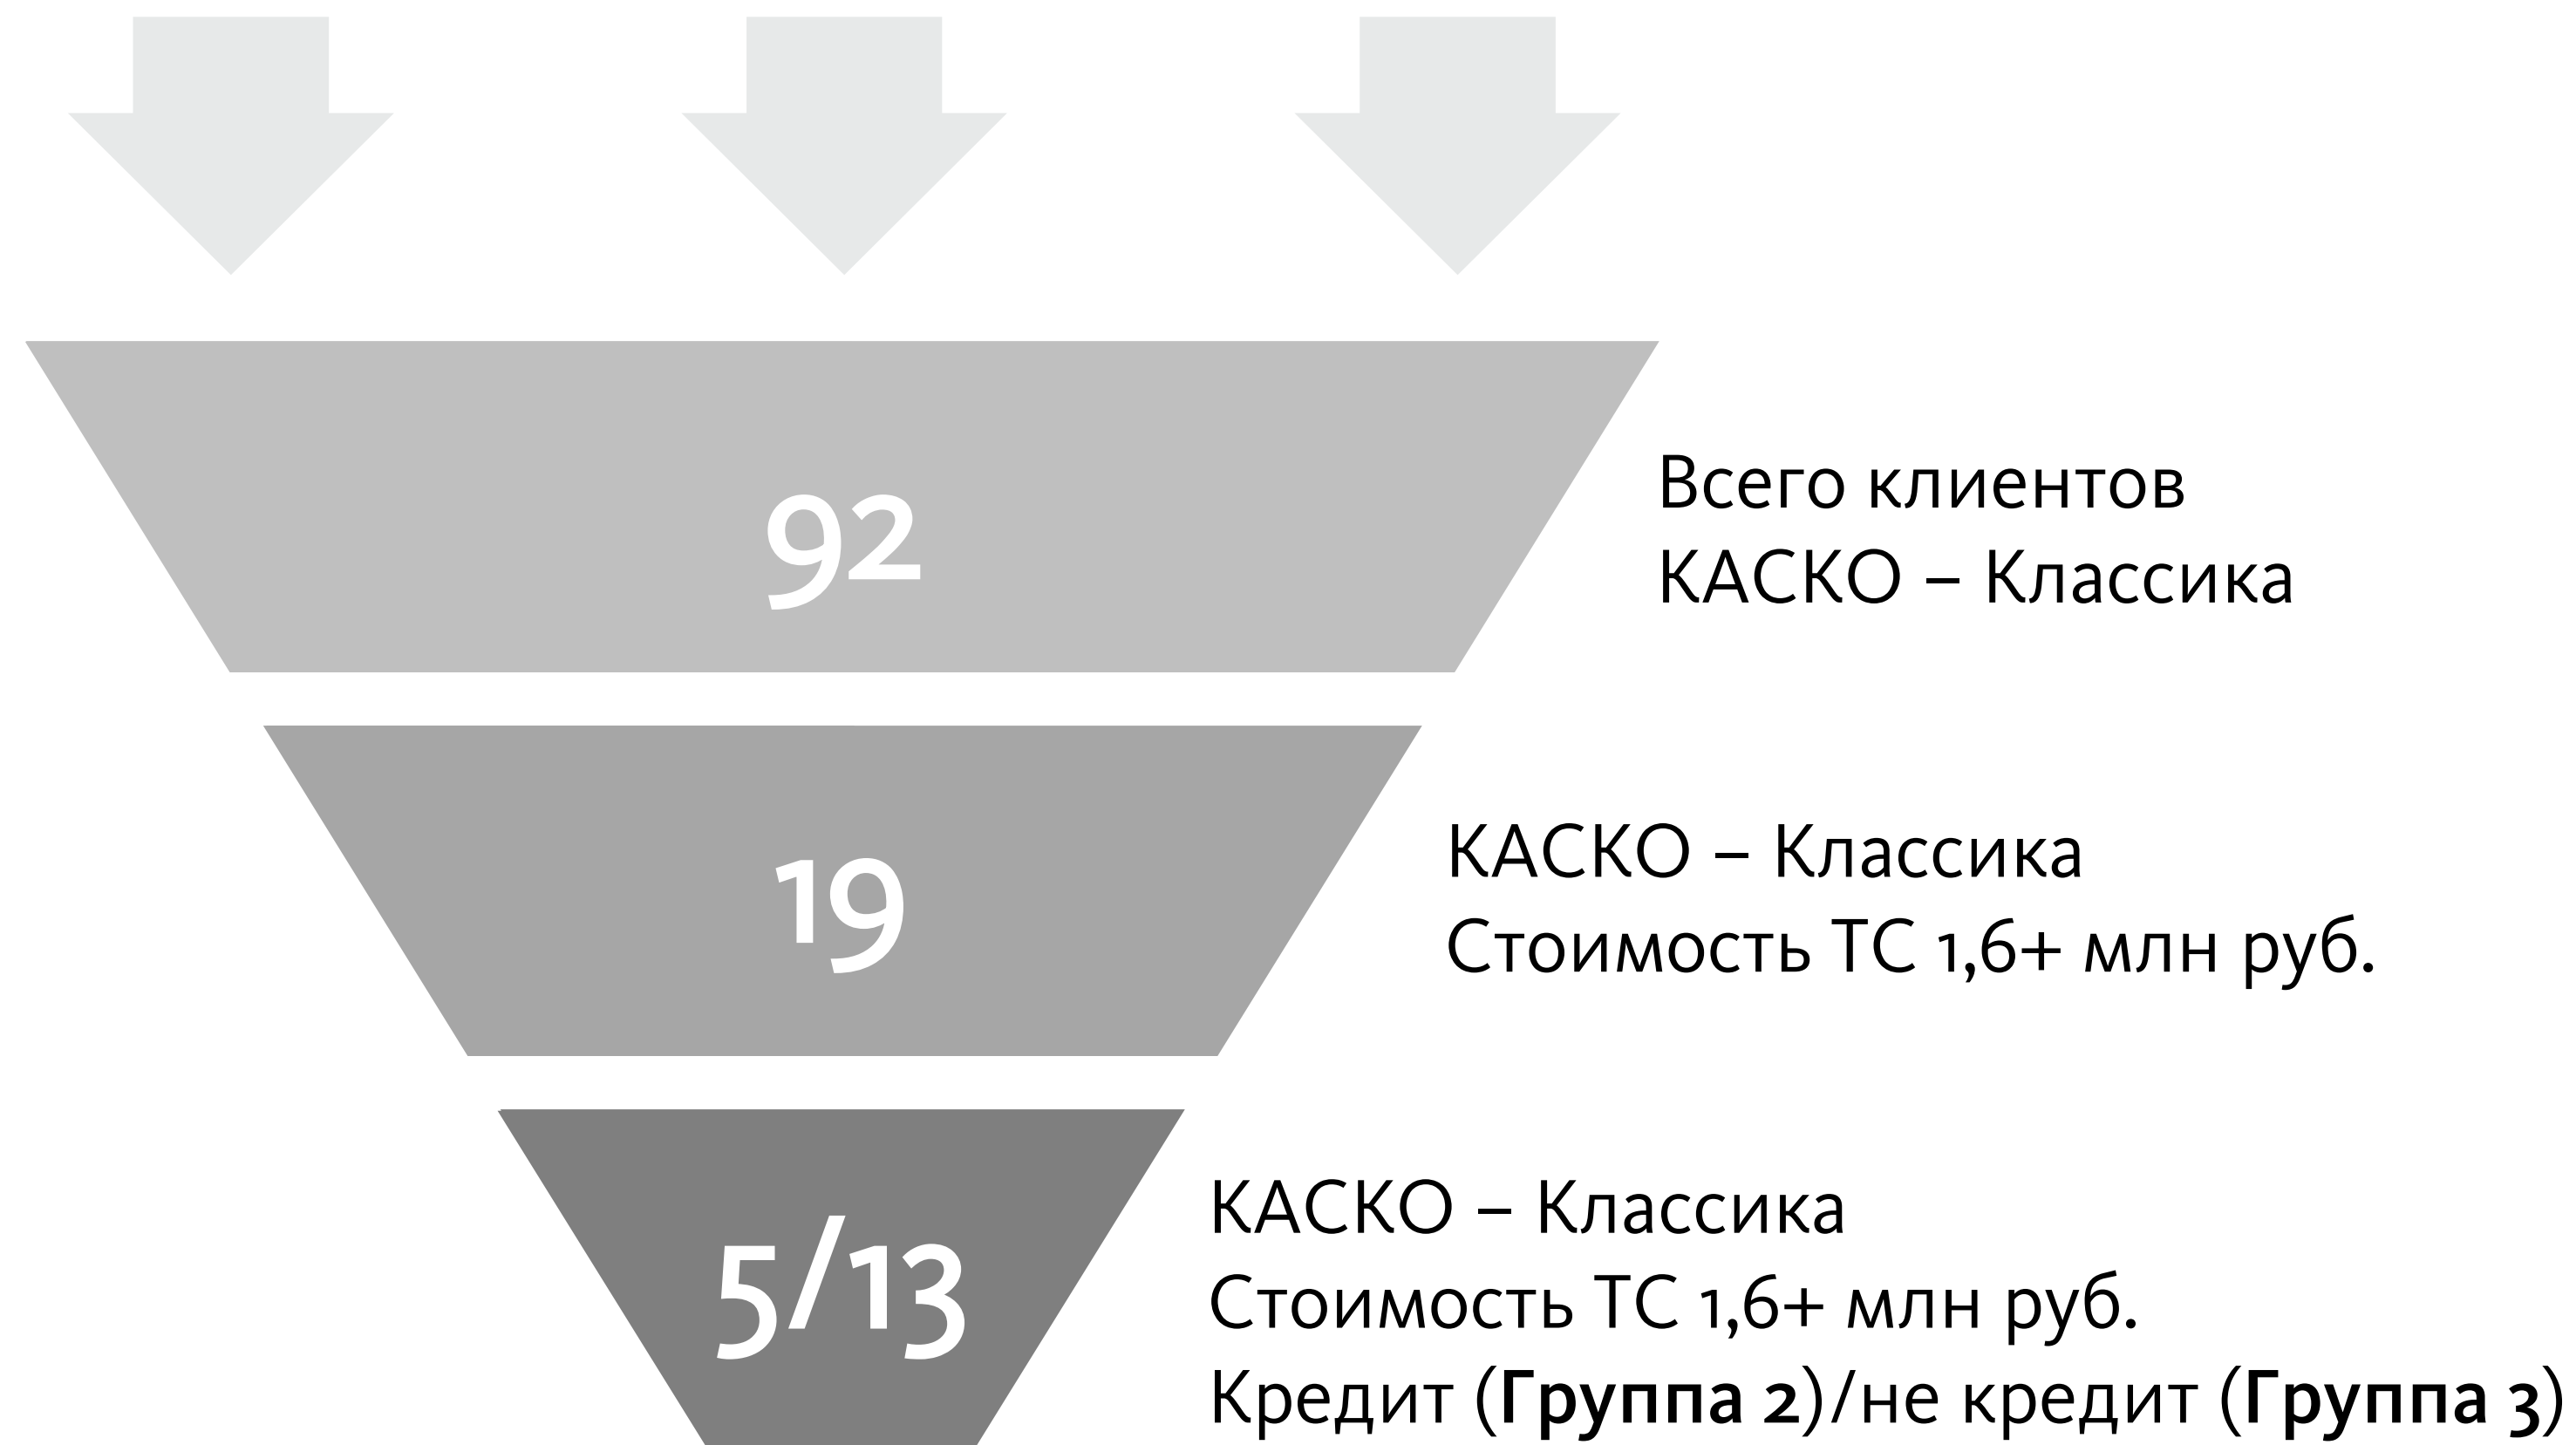 92
Всего клиентов
КАСКО – Классика
19
КАСКО – Классика
Стоимость ТС 1,6+ млн руб.
5/13
КАСКО – Классика
Стоимость ТС 1,6+ млн руб.
Кредит (Группа 2)/не кредит (Группа 3)